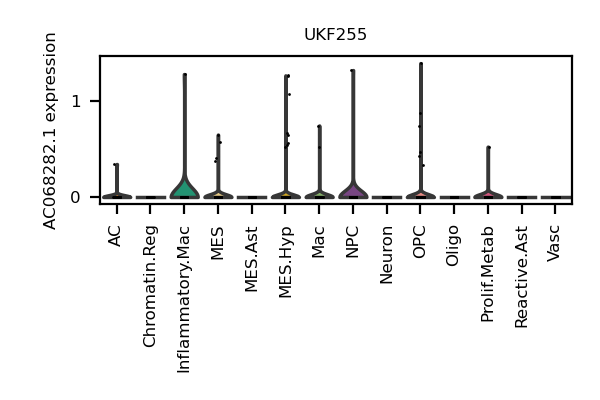 UKF255
AC068282.1 expression
1
0
AC
Chromatin.Reg
Inflammatory.Mac
MES
MES.Ast
MES.Hyp
Mac
NPC
Neuron
OPC
Oligo
Prolif.Metab
Reactive.Ast
Vasc